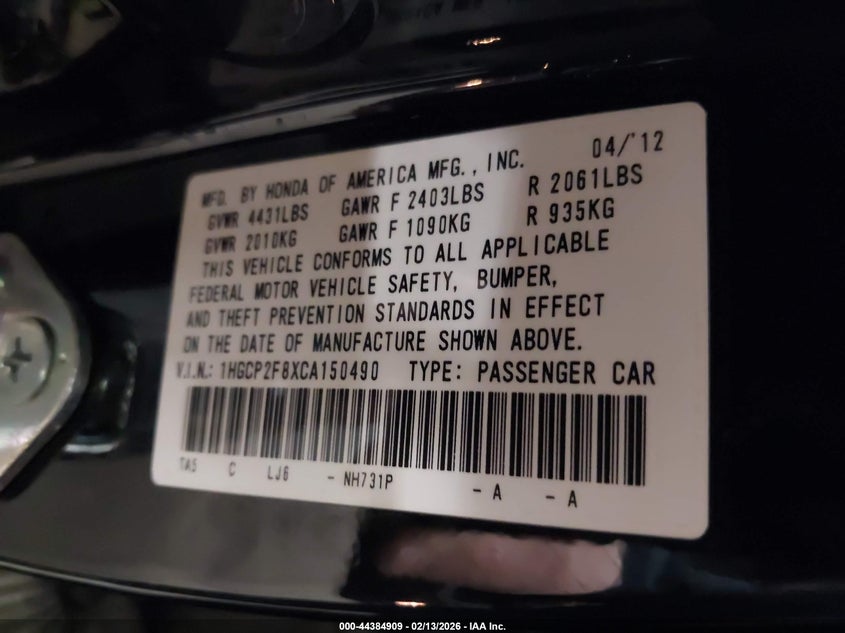 04/'12
MFD. BY HONDA OF AMERICA MFG., INC.
GVWR 4431LBS GAWR F 2403LBS R 2061LBS
GVWR 2010KG GAWR F 1090KG R 935KG
THIS VEHICLE CONFORMS TO ALL APPLICABLE
FEDERAL MOTOR VEHICLE SAFETY, BUMPER,
AND THEFT PREVENTION STANDARDS IN EFFECT
ON THE DATE OF MANUFACTURE SHOWN ABOVE.
V.I.N.: 1HGCP2F8XCA150490 TYPE: PASSENGER CAR
TA5 C LJ6 - NH731P - A - A
000-44384909 - 02/13/2026 - IAA Inc.